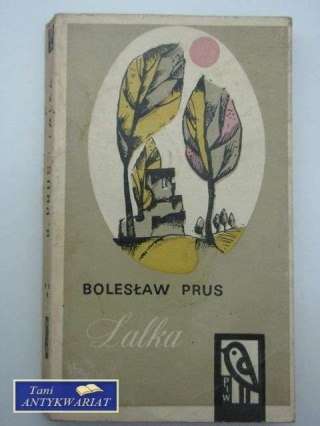 BOLESŁAW PRUS
Lalka
PIW
Tani
ANTYKWARIAT